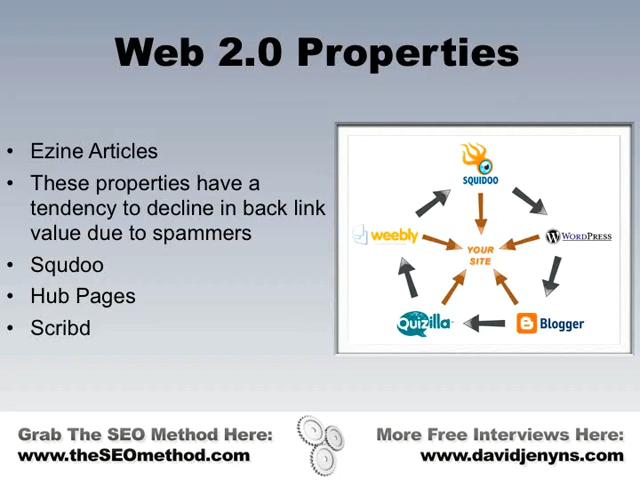 Web 2.0 Properties
• Ezine Articles
• These properties have a
tendency to decline in back link
value due to spammers
• Squdoo
• Hub Pages
• Scribd
SQUIDOO
weebly
WORDPRESS
YOUR
SITE
Quizilla
Blogger
Grab The SEO Method Here:
www.theSEOmethod.com
More Free Interviews Here:
www.davidjenyns.com